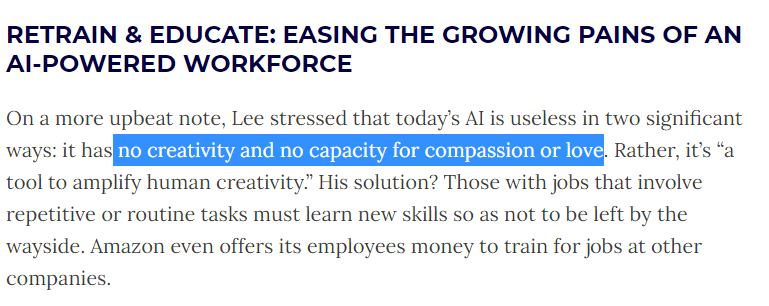 RETRAIN & EDUCATE: EASING THE GROWING PAINS OF AN
AI-POWERED WORKFORCE
On a more upbeat note, Lee stressed that today’s AI is useless in two significant
ways: it has no creativity and no capacity for compassion or love. Rather, it’s “a
tool to amplify human creativity.” His solution? Those with jobs that involve
repetitive or routine tasks must learn new skills so as not to be left by the
wayside. Amazon even offers its employees money to train for jobs at other
companies.